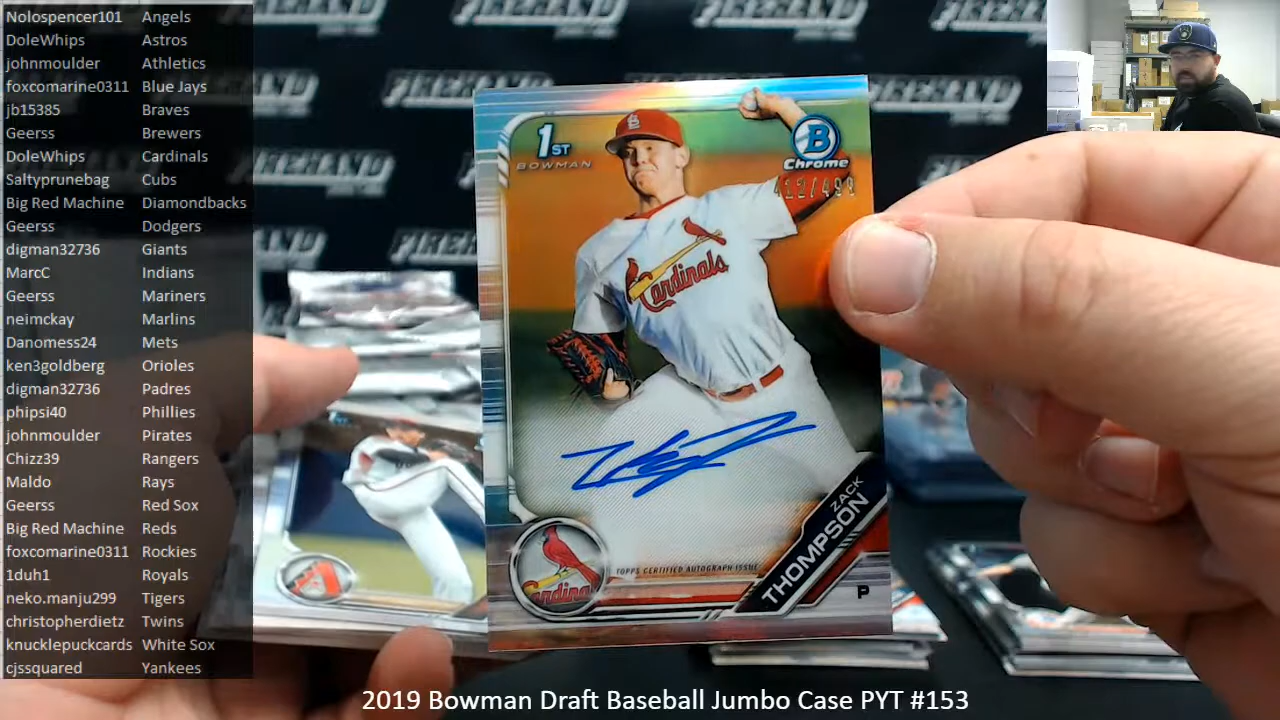 Nolospencer101 Angels
DoleWhips Astros
johnmoulder Athletics
foxcomarine0311 Blue Jays
jb15385 Braves
Geerss Brewers
DoleWhips Cardinals
Saltyprunebag Cubs
Big Red Machine Diamondbacks
Geerss Dodgers
digman32736 Giants
MarcC Indians
Geerss Mariners
neimckay Marlins
Danomess24 Mets
ken3goldberg Orioles
digman32736 Padres
phipsi40 Phillies
johnmoulder Pirates
Chizz39 Rangers
Maldo Rays
Geerss Red Sox
Big Red Machine Reds
foxcomarine0311 Rockies
1duh1 Royals
neko.manju299 Tigers
christopherdietz Twins
knucklepuckcards White Sox
cjssquared Yankees
FIREHAND
1ST
BOWMAN
B
Chrome
412/499
Cardinals
ZACK
THOMPSON
TOPPS CERTIFIED AUTOGRAPH ISSUE
P
2019 Bowman Draft Baseball Jumbo Case PYT #153